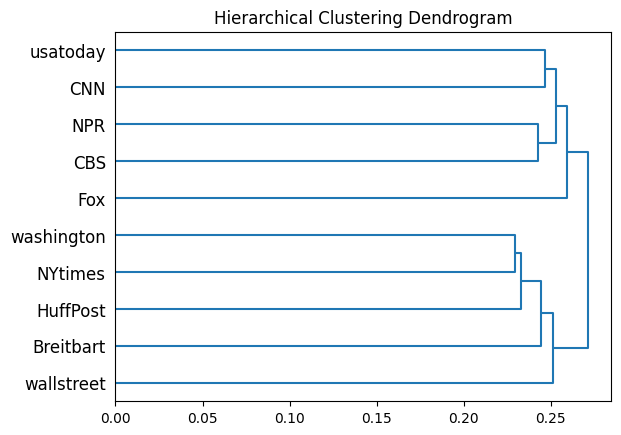 Hierarchical Clustering Dendrogram
usatoday
CNN
NPR
CBS
Fox
washington
NYtimes
HuffPost
Breitbart
wallstreet
0.00 0.05 0.10 0.15 0.20 0.25